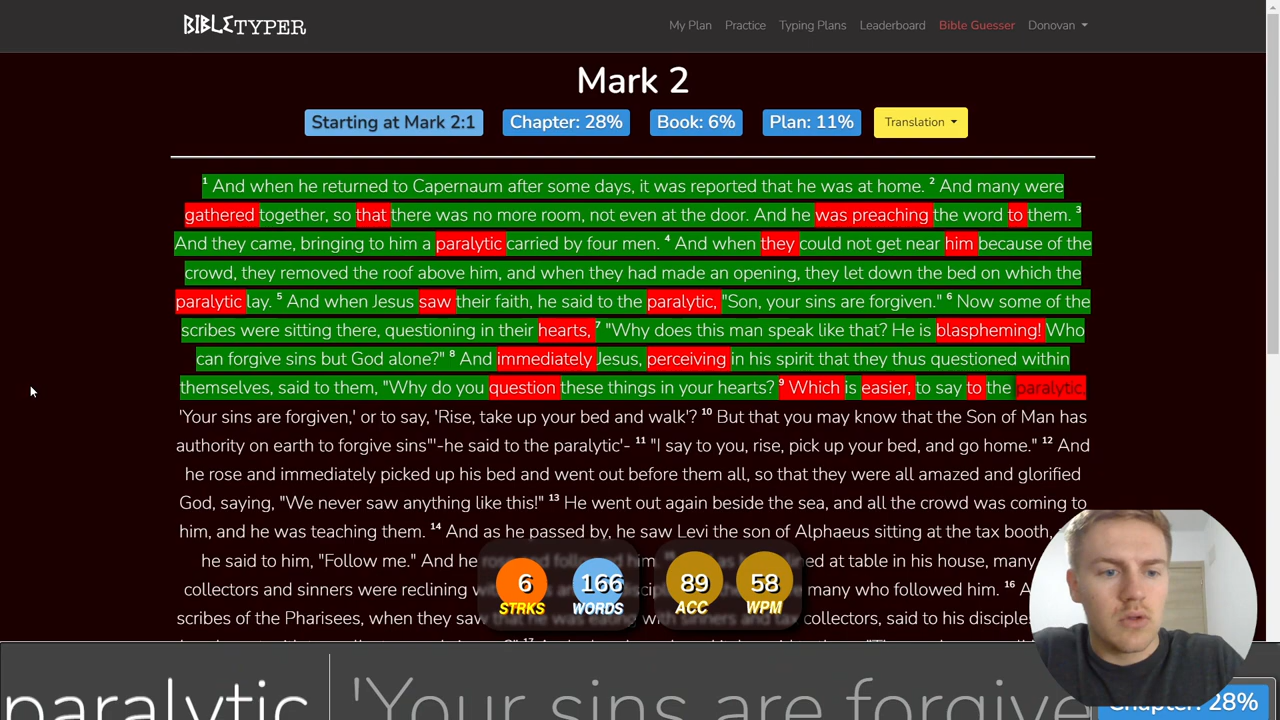 BIBLETYPER
My Plan Practice Typing Plans Leaderboard Bible Guesser Donovan
Mark 2
Starting at Mark 2:1 Chapter: 28% Book: 6% Plan: 11% Translation
1 And when he returned to Capernaum after some days, it was reported that he was at home. 2 And many were
gathered together, so that there was no more room, not even at the door. And he was preaching the word to them. 3
And they came, bringing to him a paralytic carried by four men. 4 And when they could not get near him because of the
crowd, they removed the roof above him, and when they had made an opening, they let down the bed on which the
paralytic lay. 5 And when Jesus saw their faith, he said to the paralytic, "Son, your sins are forgiven." 6 Now some of the
scribes were sitting there, questioning in their hearts, 7 "Why does this man speak like that? He is blaspheming! Who
can forgive sins but God alone?" 8 And immediately Jesus, perceiving in his spirit that they thus questioned within
themselves, said to them, "Why do you question these things in your hearts? 9 Which is easier, to say to the paralytic,
'Your sins are forgiven,' or to say, 'Rise, take up your bed and walk'? 10 But that you may know that the Son of Man has
authority on earth to forgive sins"'-he said to the paralytic'- 11 "I say to you, rise, pick up your bed, and go home." 12 And
he rose and immediately picked up his bed and went out before them all, so that they were all amazed and glorified
God, saying, "We never saw anything like this!" 13 He went out again beside the sea, and all the crowd was coming to
him, and he was teaching them. 14 And as he passed by, he saw Levi the son of Alphaeus sitting at the tax booth,
he said to him, "Follow me." And he rose and followed him at table in his house, many
collectors and sinners were reclining many who followed him. 16
scribes of the Pharisees, when they saw that he was eating with sinners and tax collectors, said to his
6 STRKS 166 WORDS 89 ACC 58 WPM
paralytic 'Your sins are forgive
Chapter: 28%